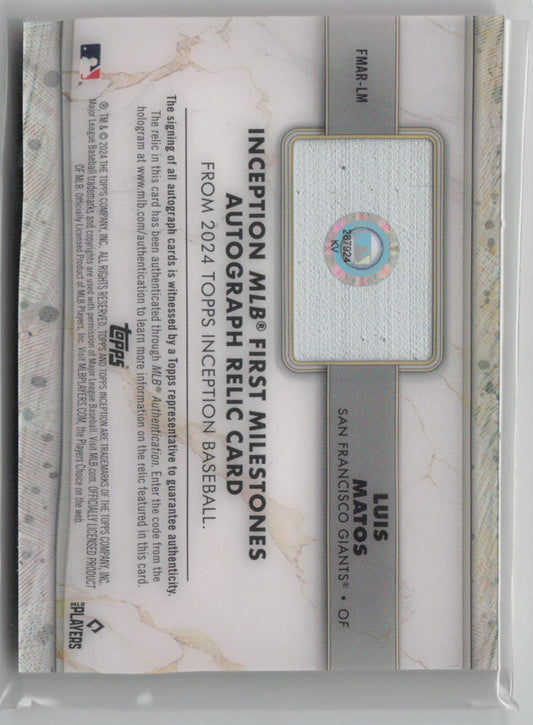 FMAR-LM
287924
KV
LUIS
MATOS
SAN FRANCISCO GIANTS® • OF
INCEPTION MLB® FIRST MILESTONES
AUTOGRAPH RELIC CARD
FROM 2024 TOPPS INCEPTION BASEBALL.
The signing of all autograph cards is witnessed by a Topps representative to guarantee authenticity.
The relic in this card has been authenticated through MLB® Authentication. Enter the code from the
hologram at www.mlb.com/authentication to learn more information on the relic featured in this card.
topps
®, TM & © 2024 THE TOPPS COMPANY, INC. ALL RIGHTS RESERVED. TOPPS AND TOPPS INCEPTION ARE TRADEMARKS OF THE TOPPS COMPANY, INC.
Major League Baseball trademarks and copyrights are used with permission of Major League Baseball. Visit MLB.com. OFFICIALLY LICENSED PRODUCT
OF MLB. Officially Licensed Product of MLB Players, Inc. Visit MLBPLAYERS.COM, the Players Choice on the web.
MLB PLAYERS